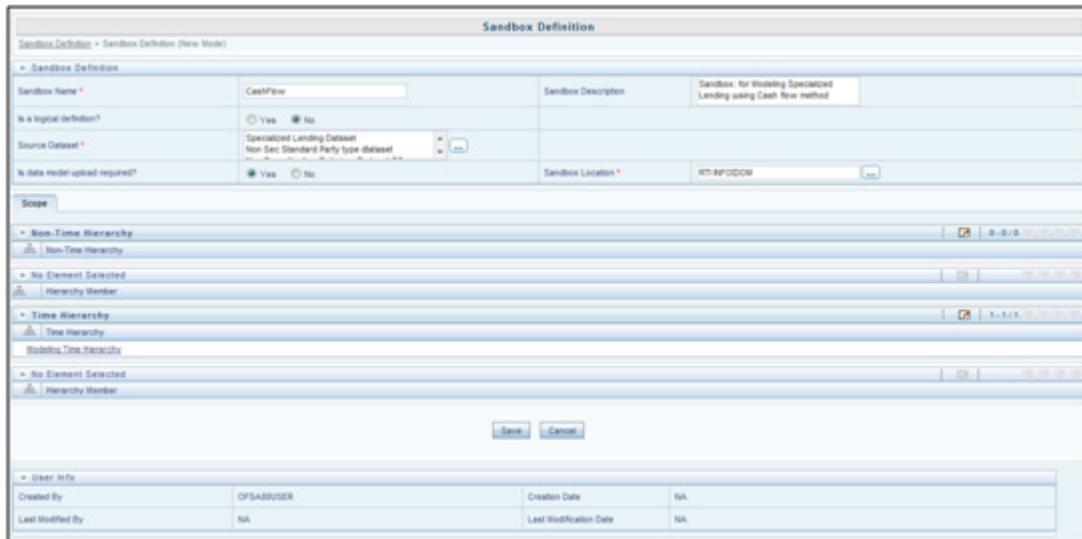 Sandbox Definition
Sandbox Definition > Sandbox Definition (New Mode)
Sandbox Definition
Sandbox Name *
CashFlow
Sandbox Description
Sandbox: for Modeling Specialized
Lending using Cash flow method
Is a logical definition?
Yes No
Source Dataset *
Specialized Lending Dataset
Non Sec Standard Party type dataset
...
Is data model upload required?
Yes No
Sandbox Location *
...
Scope
Non-Time Hierarchy
0-0/0
Non-Time Hierarchy
No Element Selected
Hierarchy Member
Time Hierarchy
1-1/1
Time Hierarchy
Modeling Time Hierarchy
No Element Selected
Hierarchy Member
Save Cancel
User Info
Created By
Creation Date
NA
Last Modified By
NA
Last Modification Date
NA